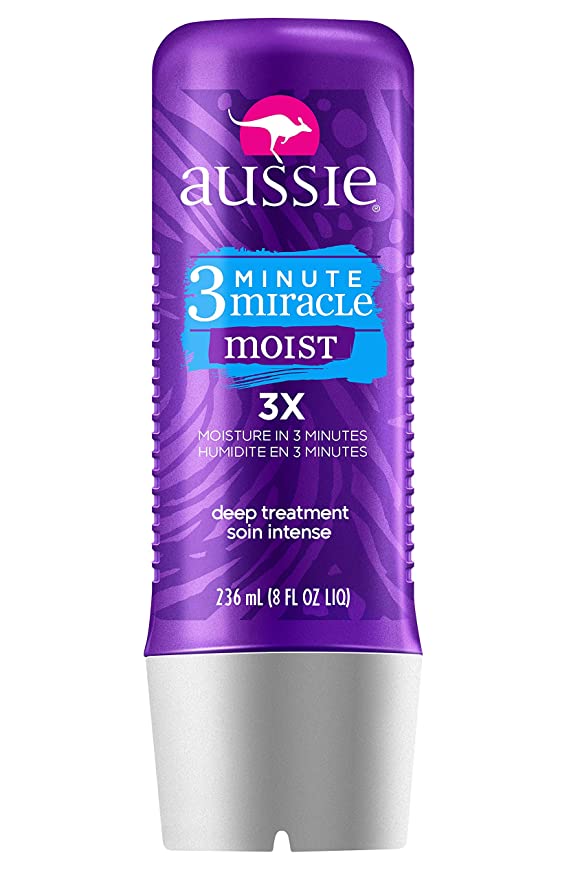 aussie®
3 MINUTE
miracle
MOIST
3X
MOISTURE IN 3 MINUTES
HUMIDITE EN 3 MINUTES
deep treatment
soin intense
236 mL (8 FL OZ LIQ)